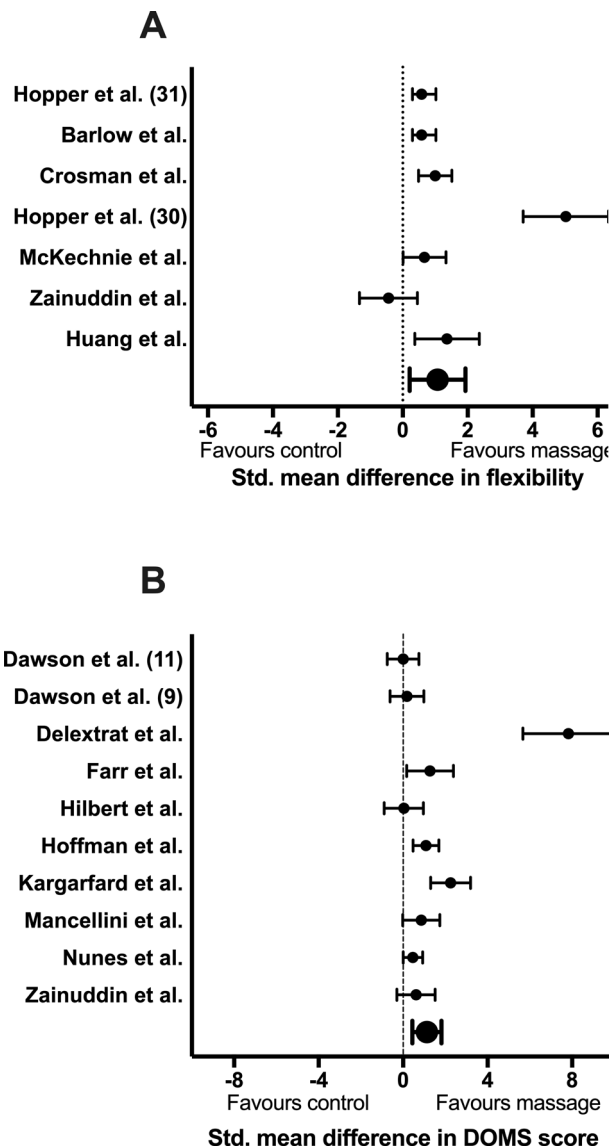 A
Hopper et al. (31)
Barlow et al.
Crosman et al.
Hopper et al. (30)
McKechnie et al.
Zainuddin et al.
Huang et al.
-6 -4 -2 0 2 4 6
Favours control Favours massage
Std. mean difference in flexibility
B
Dawson et al. (11)
Dawson et al. (9)
Delextrat et al.
Farr et al.
Hilbert et al.
Hoffman et al.
Kargarfard et al.
Mancellini et al.
Nunes et al.
Zainuddin et al.
-8 -4 0 4 8
Favours control Favours massage
Std. mean difference in DOMS score